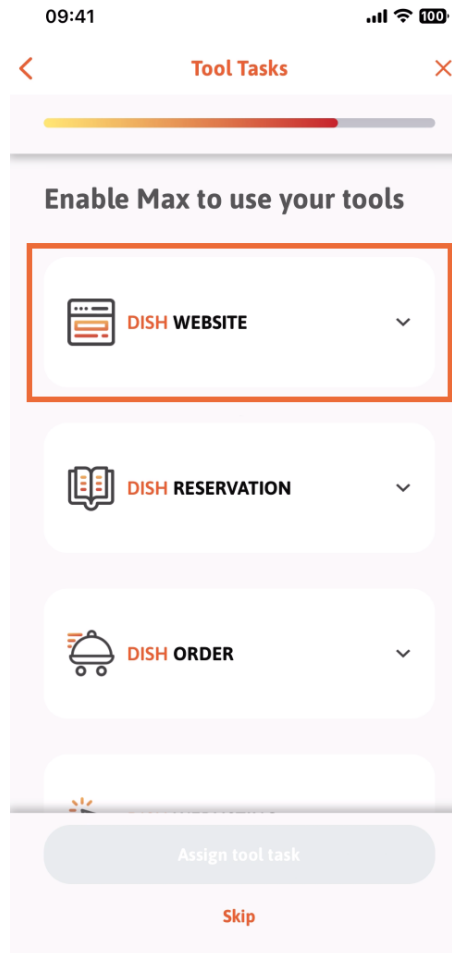 09:41
100
Tool Tasks
Enable Max to use your tools
DISH WEBSITE
DISH RESERVATION
DISH ORDER
Assign tool task
Skip